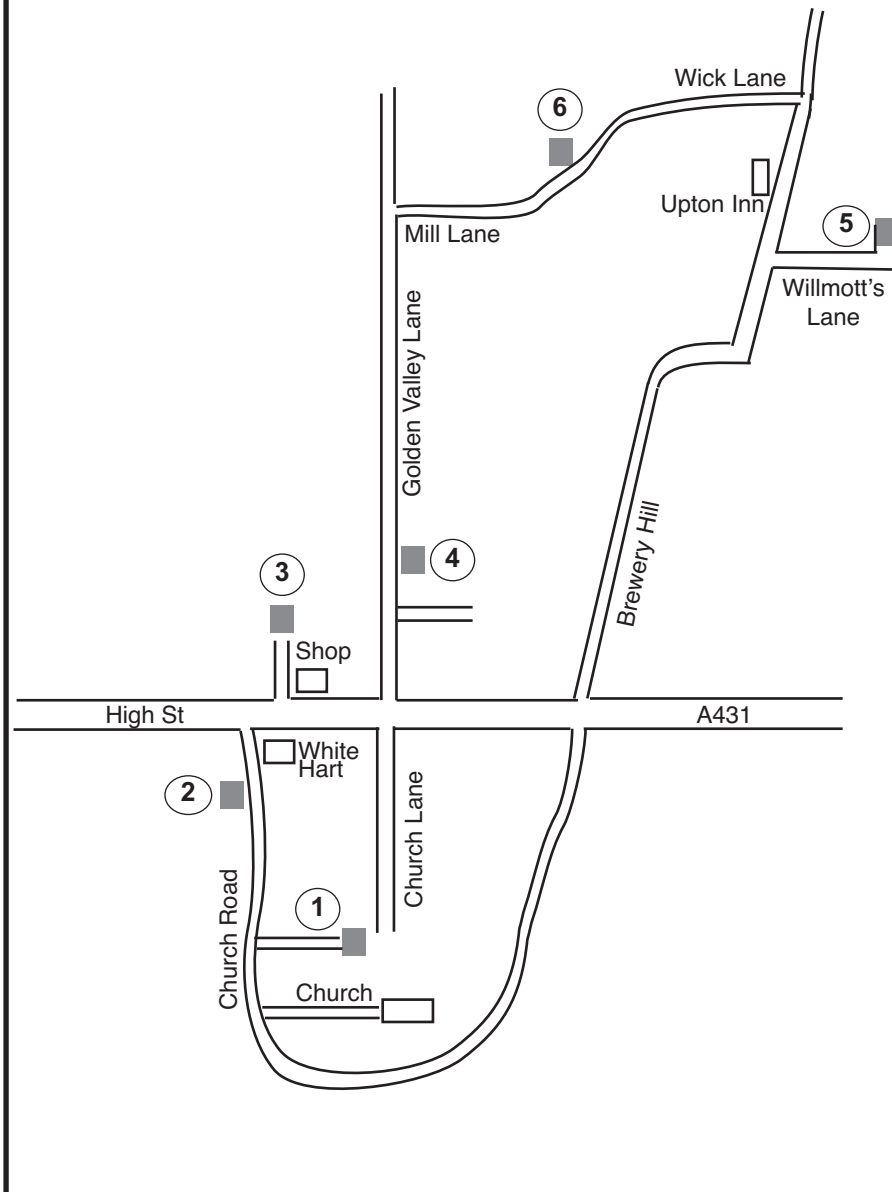 Wick Lane
6
Upton Inn
5
Mill Lane
Willmott's
Lane
Golden Valley Lane
Brewery Hill
4
3
Shop
High St
A431
White
Hart
2
Church Lane
Church Road
1
Church